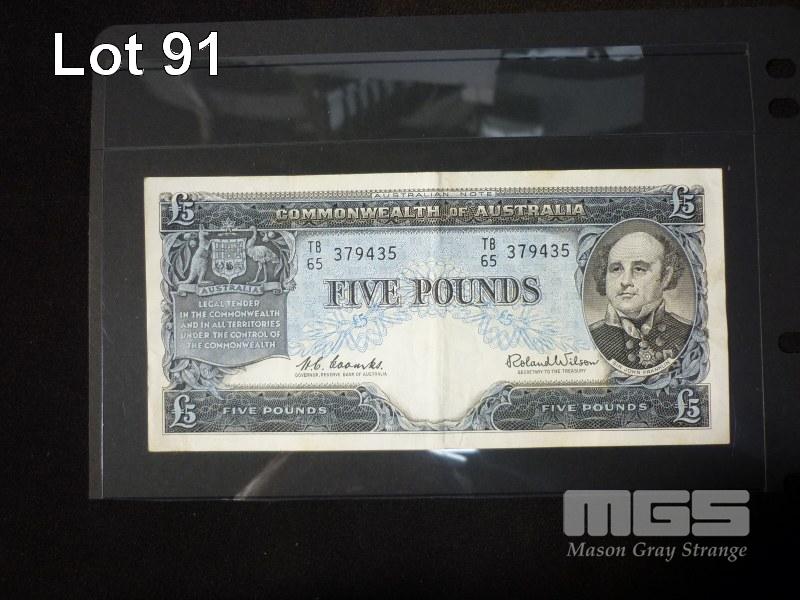 Lot 91
AUSTRALIAN NOTE
£5 COMMONWEALTH OF AUSTRALIA £5
TB 65 379435
TB 65 379435
AUSTRALIA
LEGAL TENDER
IN THE COMMONWEALTH
AND IN ALL TERRITORIES
UNDER THE CONTROL OF
THE COMMONWEALTH
FIVE POUNDS
£5 £5
H.C. Coombs.
GOVERNOR, RESERVE BANK OF AUSTRALIA
Roland Wilson
SECRETARY TO THE TREASURY
SIR JOHN FRANKLIN
£5 FIVE POUNDS FIVE POUNDS £5
MGS
Mason Gray Strange